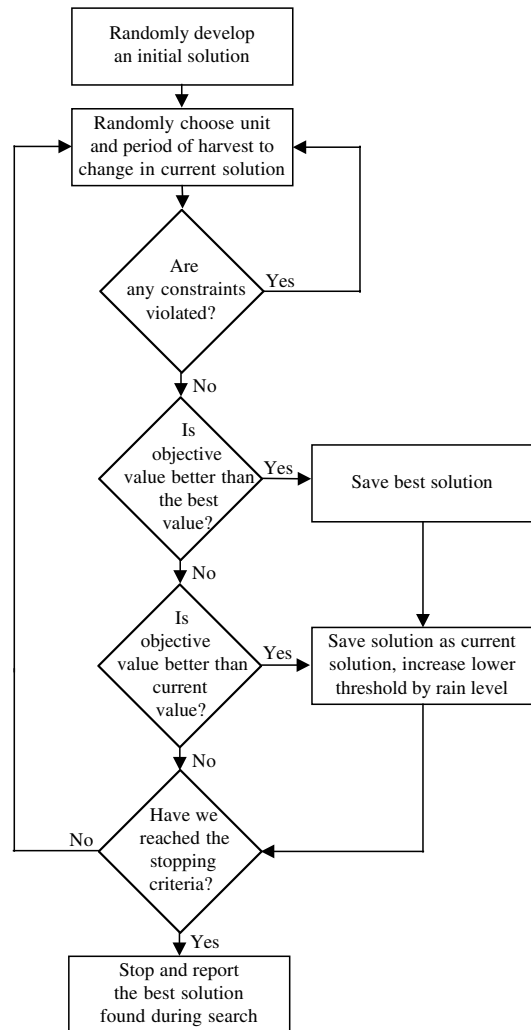 Randomly develop
an initial solution
Randomly choose unit
and period of harvest to
change in current solution
Are
any constraints
violated?
Yes
No
Is
objective
value better than
the best
value?
Yes
Save best solution
No
Is
objective
value better than
current
value?
Yes
Save solution as current
solution, increase lower
threshold by rain level
No
Have we
reached the
stopping
criteria?
No
Yes
Stop and report
the best solution
found during search